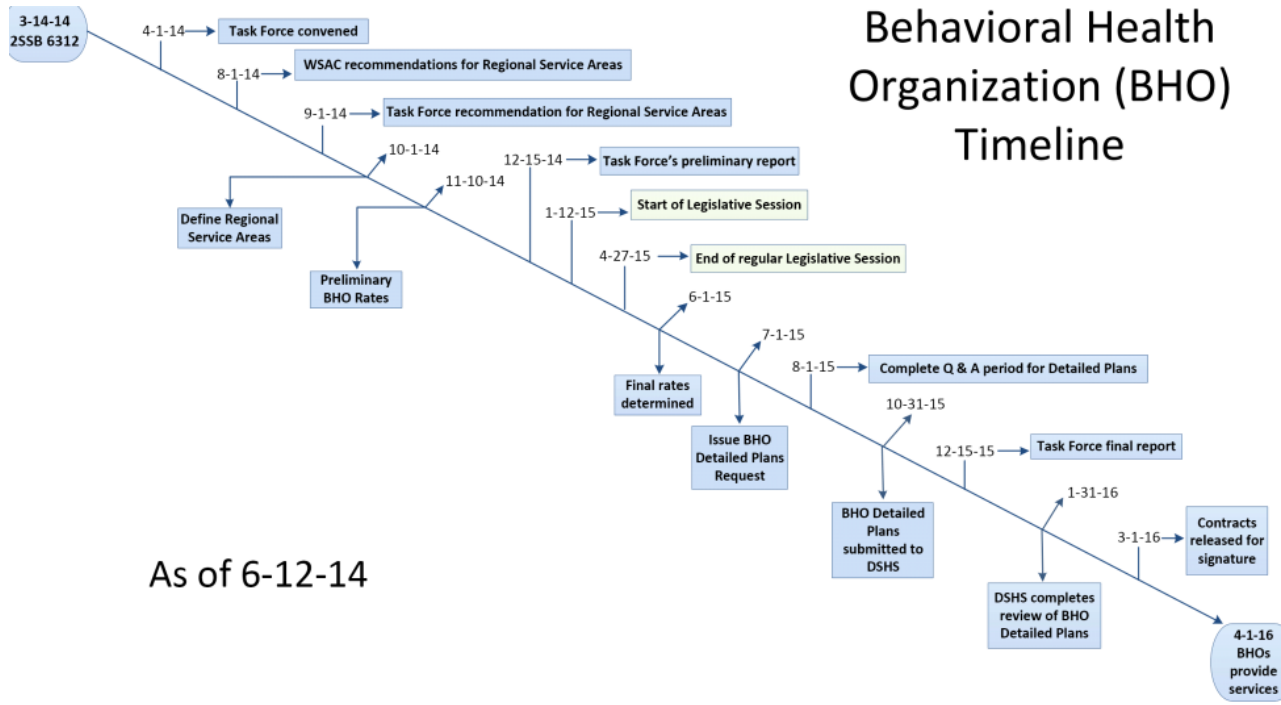 Behavioral Health
Organization (BHO)
Timeline
3-14-14
2SSB 6312
4-1-14
Task Force convened
8-1-14
WSAC recommendations for Regional Service Areas
9-1-14
Task Force recommendation for Regional Service Areas
10-1-14
Define Regional
Service Areas
11-10-14
Preliminary
BHO Rates
12-15-14
Task Force's preliminary report
1-12-15
Start of Legislative Session
4-27-15
End of regular Legislative Session
6-1-15
Final rates
determined
7-1-15
Issue BHO
Detailed Plans
Request
8-1-15
Complete Q & A period for Detailed Plans
10-31-15
BHO Detailed
Plans
submitted to
DSHS
12-15-15
Task Force final report
1-31-16
DSHS completes
review of BHO
Detailed Plans
3-1-16
Contracts
released for
signature
4-1-16
BHOs
provide
services
As of 6-12-14